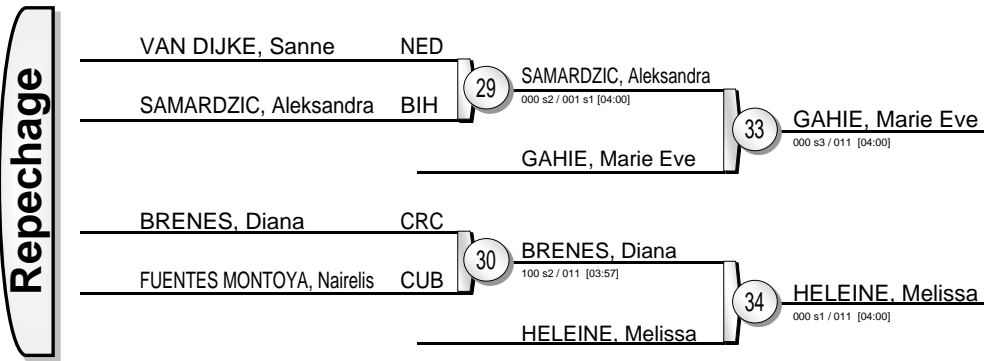 Repechage
VAN DIJKE, Sanne NED
SAMARDZIC, Aleksandra BIH
29
SAMARDZIC, Aleksandra
000 s2 / 001 s1 [04:00]
GAHIE, Marie Eve
33
GAHIE, Marie Eve
000 s3 / 011 [04:00]
BRENES, Diana CRC
FUENTES MONTOYA, Nairelis CUB
30
BRENES, Diana
100 s2 / 011 [03:57]
HELEINE, Melissa
34
HELEINE, Melissa
000 s1 / 011 [04:00]